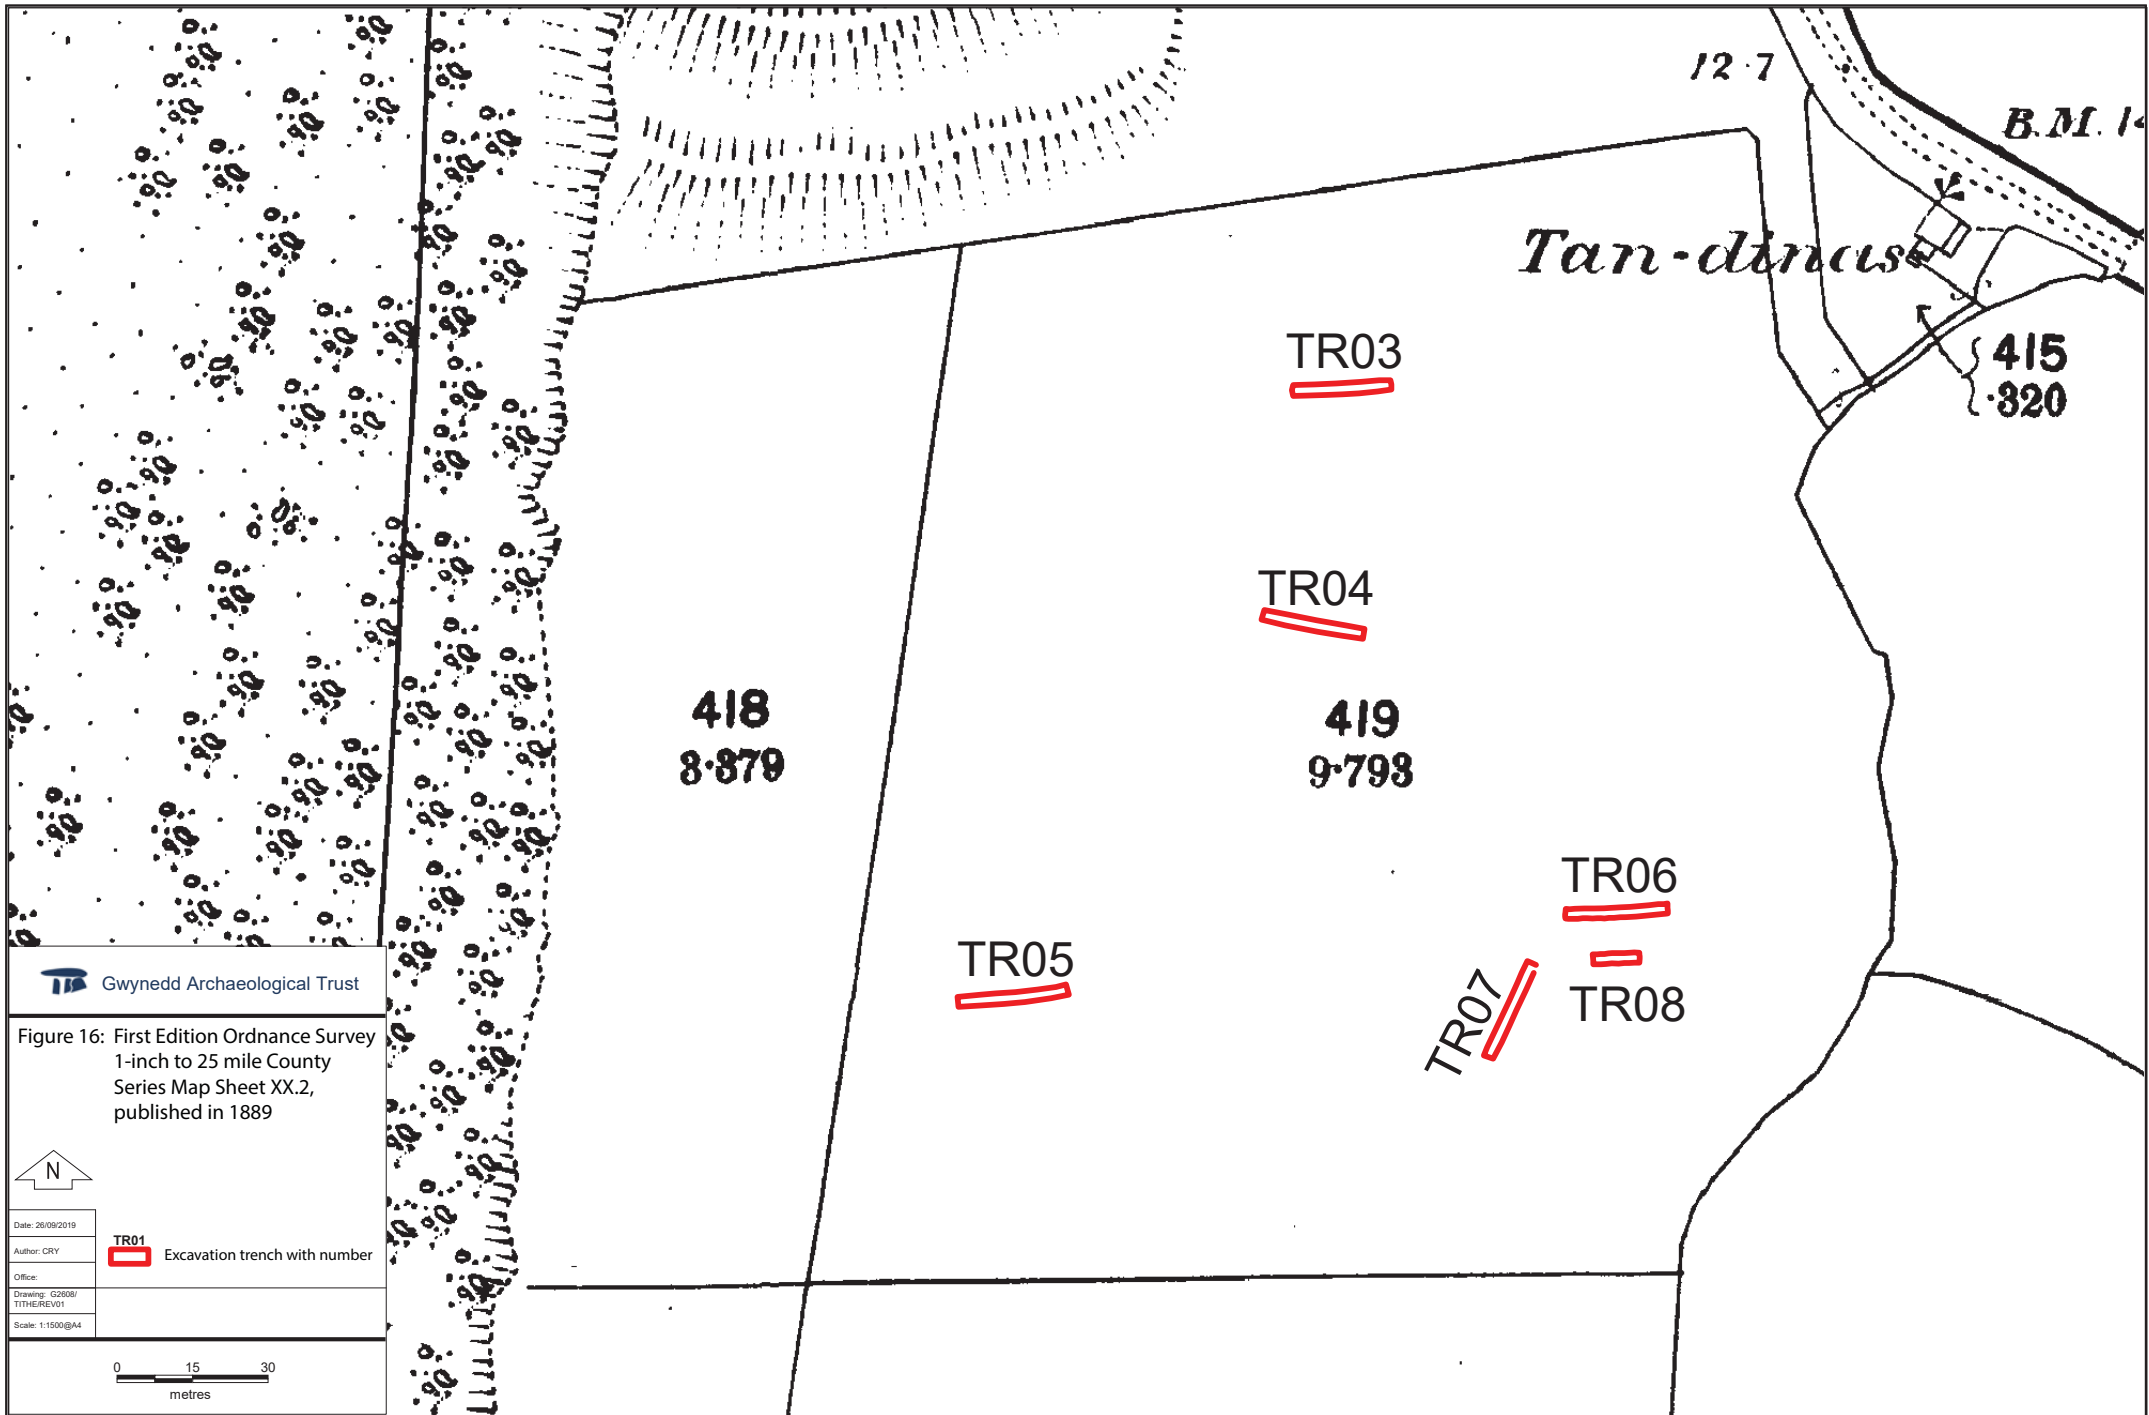 12·7
B.M. 14
Tan-dinas
415
·320
TR03
TR04
418
3·379
419
9·793
TR06
TR05
TR07
TR08
Gwynedd Archaeological Trust
Figure 16: First Edition Ordnance Survey
1-inch to 25 mile County
Series Map Sheet XX.2,
published in 1889
N
Date: 26/09/2019
Author: CRY
Office:
Drawing: G2608/
TITHE/REV01
Scale: 1:1500@A4
TR01
Excavation trench with number
0 15 30
metres